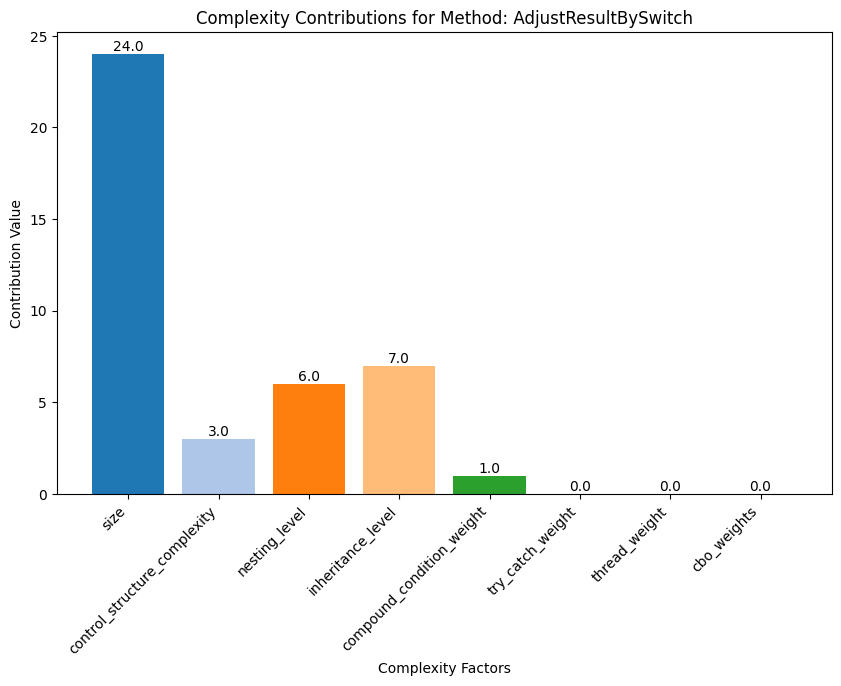 Complexity Contributions for Method: AdjustResultBySwitch
Contribution Value
25
20
15
10
5
0
24.0
3.0
6.0
7.0
1.0
0.0
0.0
0.0
size
control_structure_complexity
nesting_level
inheritance_level
compound_condition_weight
try_catch_weight
thread_weight
cbo_weights
Complexity Factors